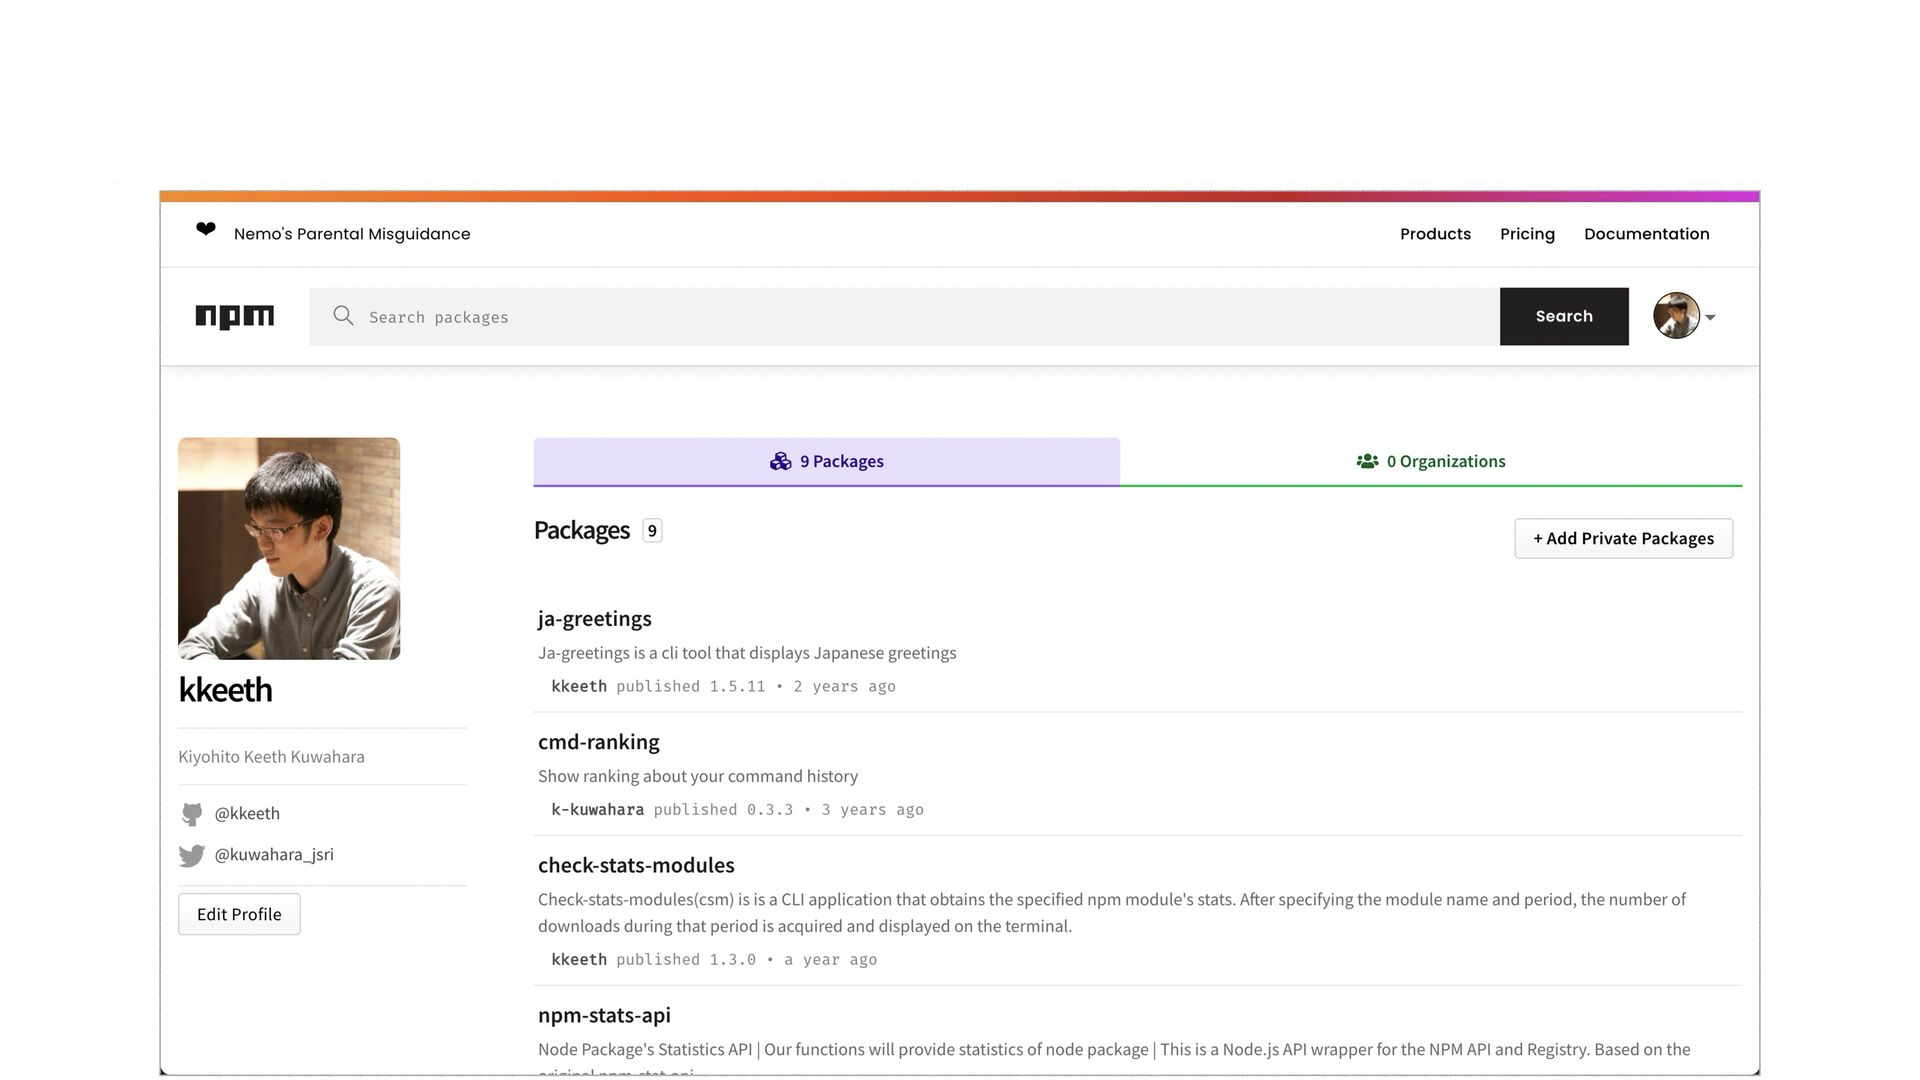 Nemo's Parental Misguidance
Products
Pricing
Documentation
npm
Search packages
Search
9 Packages
0 Organizations
Packages 9
+ Add Private Packages
kkeeth
Kiyohito Keeth Kuwahara
@kkeeth
@kuwahara_jsri
Edit Profile
ja-greetings
Ja-greetings is a cli tool that displays Japanese greetings
kkeeth published 1.5.11 • 2 years ago
cmd-ranking
Show ranking about your command history
k-kuwahara published 0.3.3 • 3 years ago
check-stats-modules
Check-stats-modules(csm) is is a CLI application that obtains the specified npm module's stats. After specifying the module name and period, the number of
downloads during that period is acquired and displayed on the terminal.
kkeeth published 1.3.0 • a year ago
npm-stats-api
Node Package's Statistics API | Our functions will provide statistics of node package | This is a Node.js API wrapper for the NPM API and Registry. Based on the
original npm-stat-api